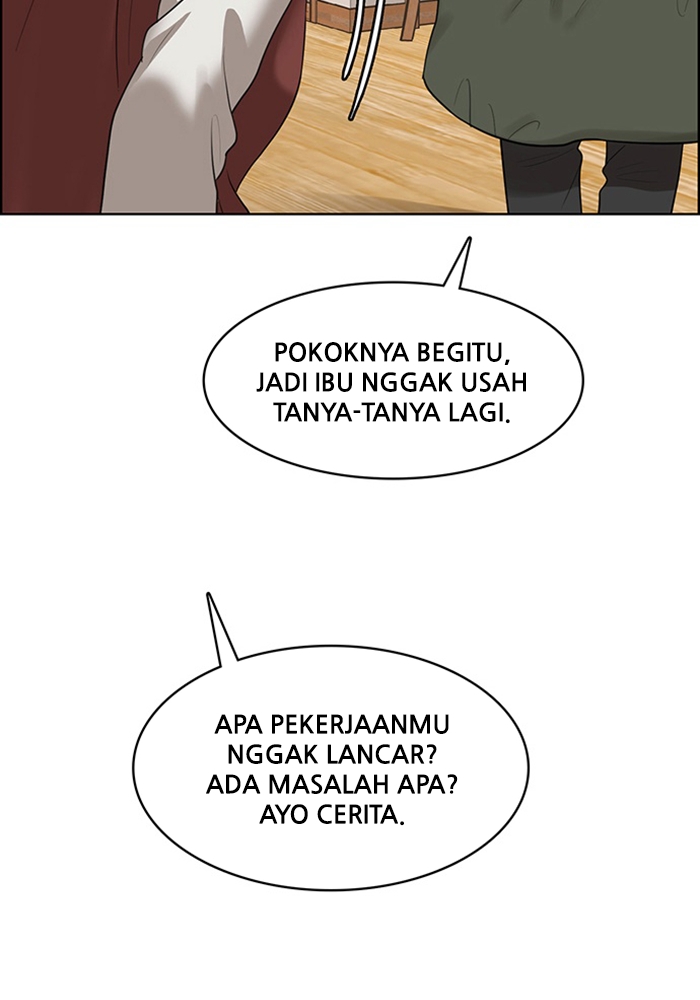 POKOKNYA BEGITU,
JADI IBU NGGAK USAH
TANYA-TANYA LAGI.
APA PEKERJAANMU
NGGAK LANCAR?
ADA MASALAH APA?
AYO CERITA.